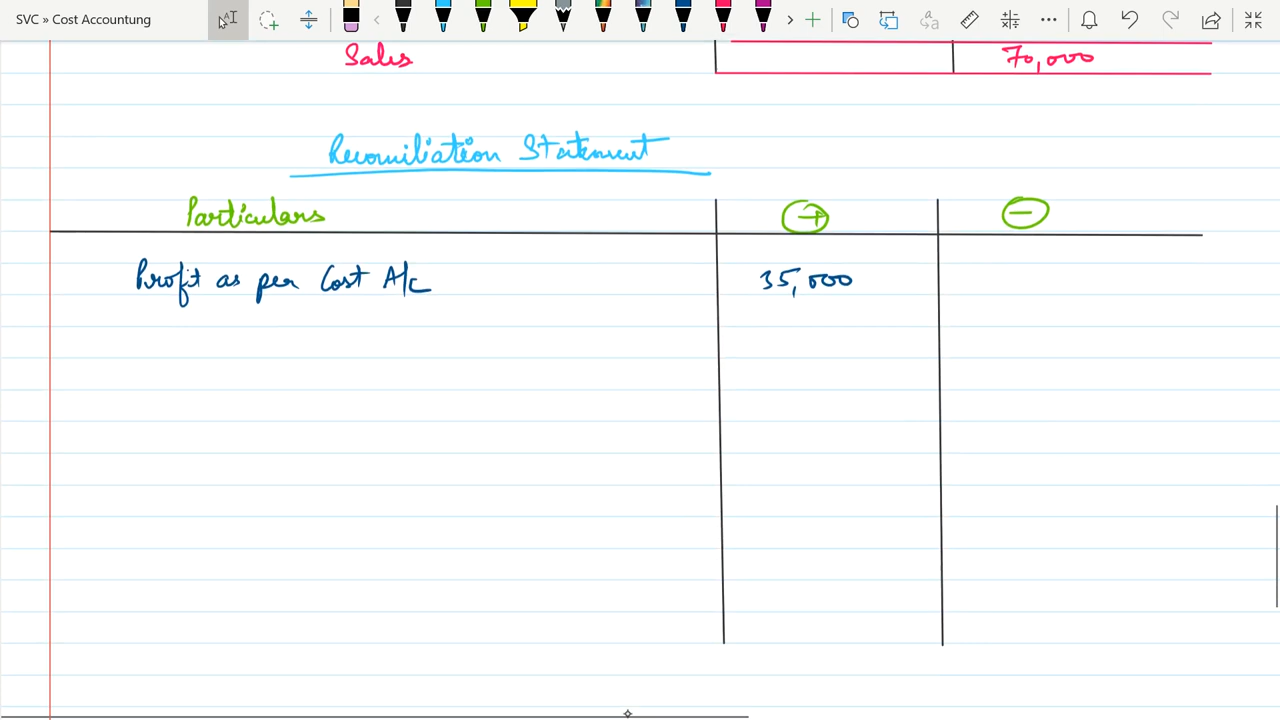 SVC » Cost Accountung
Sales 70,000
Reconciliation Statement
Particulars + −
Profit as per Cost A/c 35,000